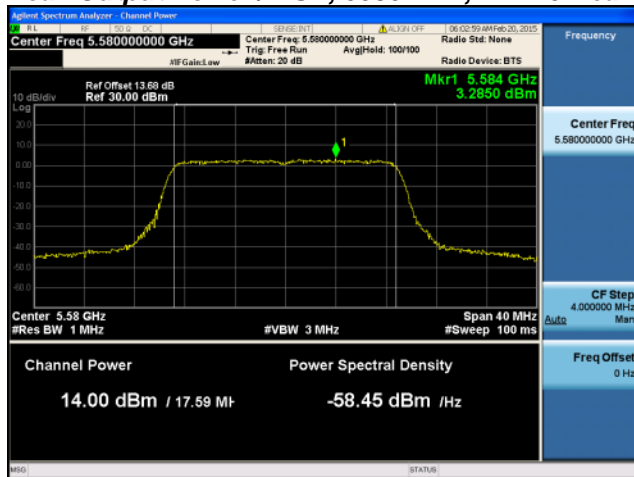 Agilent Spectrum Analyzer - Channel Power
RL RF 50 Ω DC SENSE:INT ALIGN OFF 06:02:59 AM Feb 20, 2015
Center Freq 5.580000000 GHz Center Freq: 5.580000000 GHz Radio Std: None Frequency
Trig: Free Run Avg|Hold: 100/100
#IFGain:Low #Atten: 20 dB Radio Device: BTS
Mkr1 5.584 GHz
3.2850 dBm
Ref Offset 13.68 dB
10 dB/div Ref 30.00 dBm
Log
20.0
10.0
0.00
-10.0
-20.0
-30.0
-40.0
-50.0
-60.0
1
Center 5.58 GHz Span 40 MHz
#Res BW 1 MHz #VBW 3 MHz #Sweep 100 ms
Channel Power Power Spectral Density
14.00 dBm / 17.59 MH -58.45 dBm /Hz
Center Freq
5.580000000 GHz
CF Step
4.000000 MHz
Auto Man
Freq Offset
0 Hz
MSG STATUS